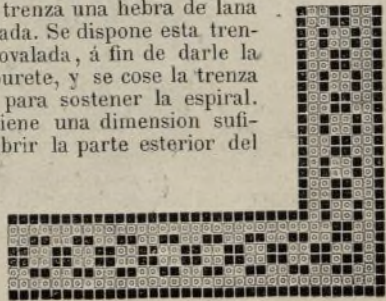 trenza una hebra de lana
ada. Se dispone esta tren-
ovalada, á fin de darle la
urete, y se cose la trenza
para sostener la espiral.
iene una dimension sufi-
brir la parte esterior del